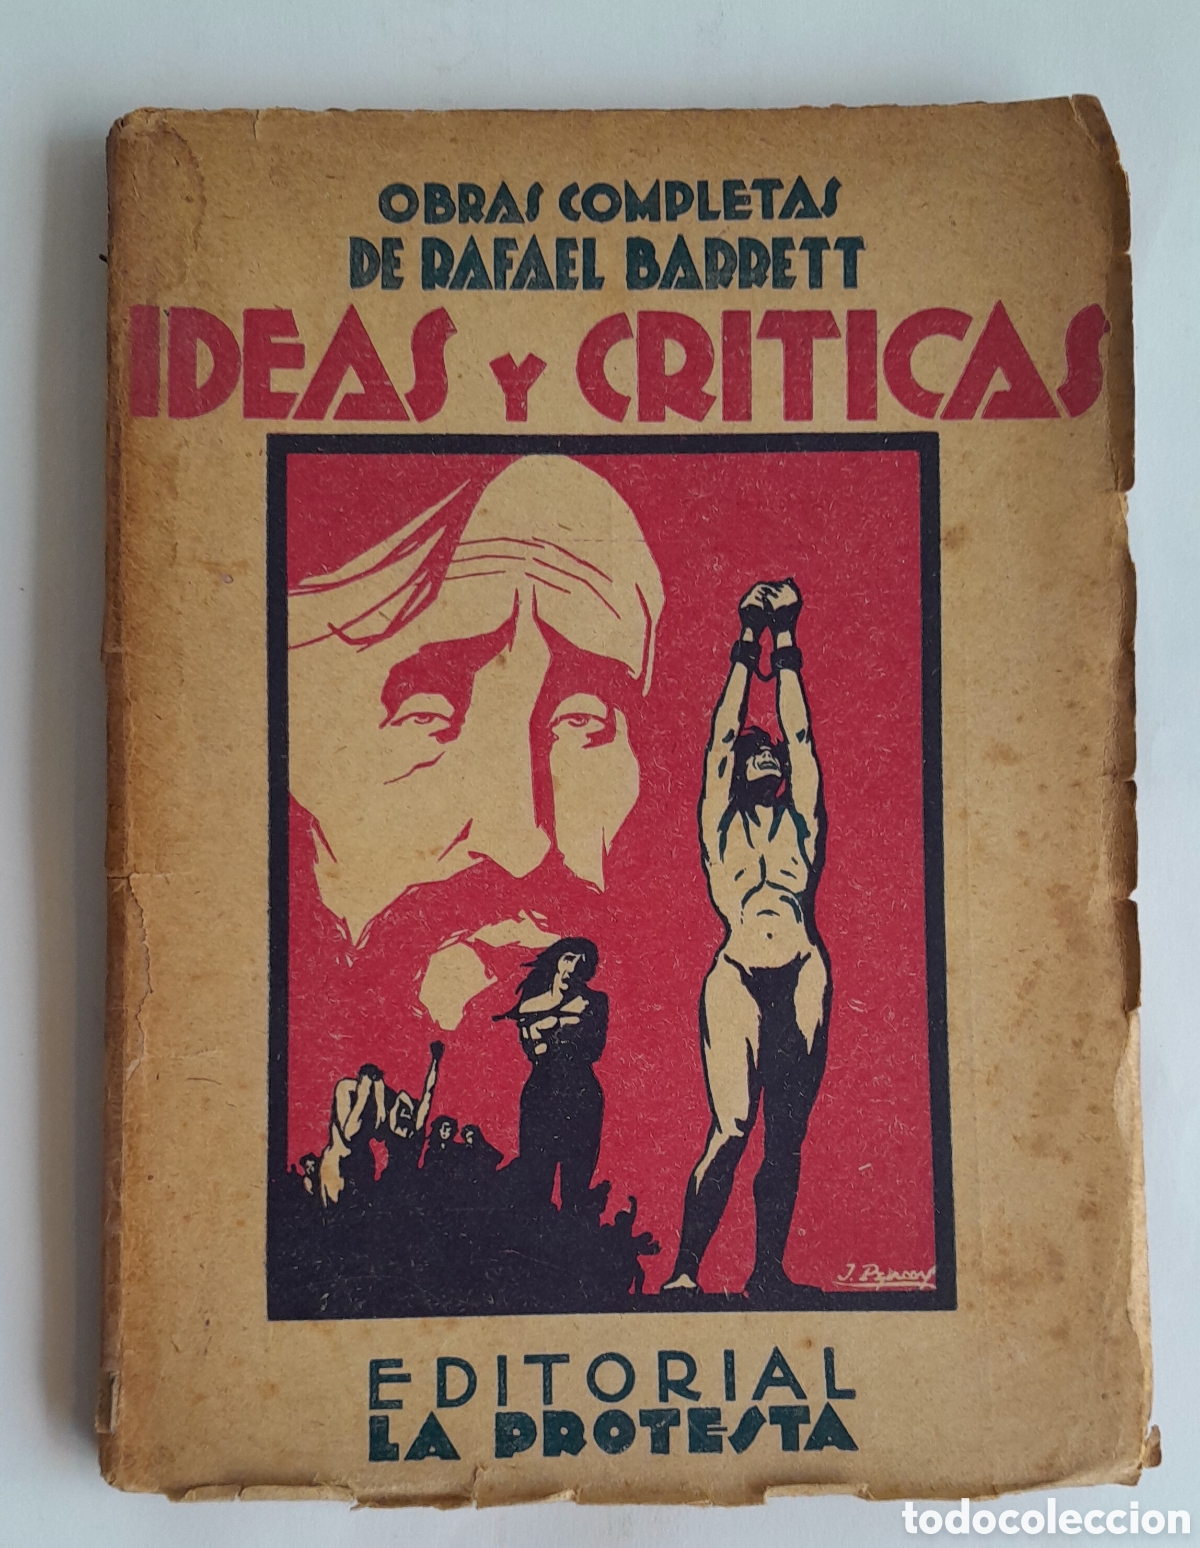 OBRAS COMPLETAS
DE RAFAEL BARRETT
IDEAS Y CRITICAS
EDITORIAL
LA PROTESTA
todocoleccion